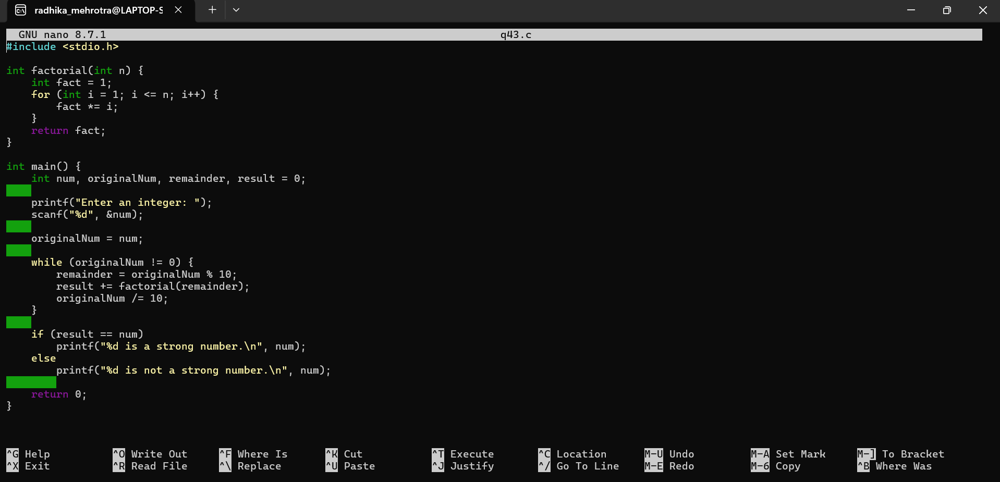 radhika_mehrotra@LAPTOP-S
GNU nano 8.7.1 q43.c
#include <stdio.h>

int factorial(int n) {
    int fact = 1;
    for (int i = 1; i <= n; i++) {
        fact *= i;
    }
    return fact;
}

int main() {
    int num, originalNum, remainder, result = 0;

    printf("Enter an integer: ");
    scanf("%d", &num);

    originalNum = num;

    while (originalNum != 0) {
        remainder = originalNum % 10;
        result += factorial(remainder);
        originalNum /= 10;
    }

    if (result == num)
        printf("%d is a strong number.\n", num);
    else
        printf("%d is not a strong number.\n", num);

    return 0;
}

^G Help ^O Write Out ^F Where Is ^K Cut ^T Execute ^C Location M-U Undo M-A Set Mark M-] To Bracket
^X Exit ^R Read File ^\ Replace ^U Paste ^J Justify ^/ Go To Line M-E Redo M-6 Copy ^B Where Was